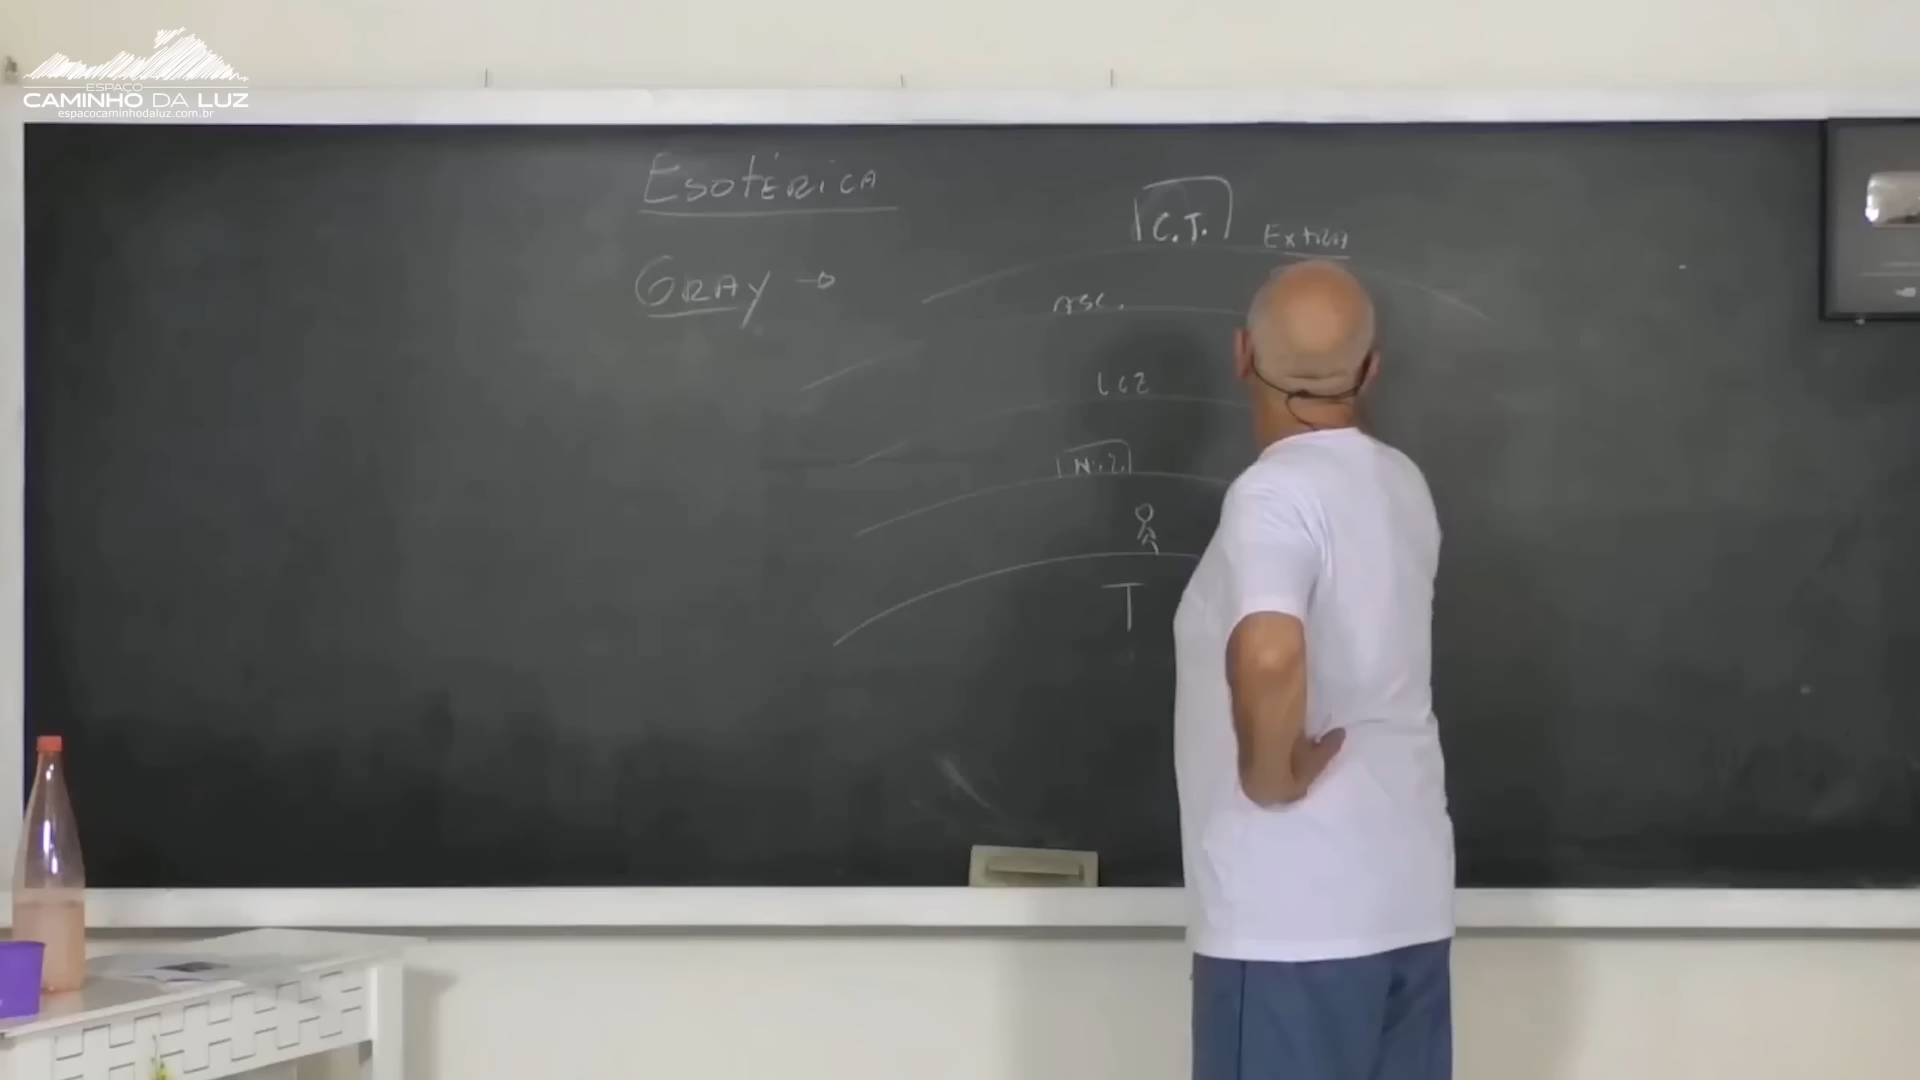 ESPAÇO
CAMINHO DA LUZ
espacocaminhodaluz.com.br
ESOTÉRICA
GRAY →
C.T. EXTRA
ASC.
LUZ
N.Z.
T